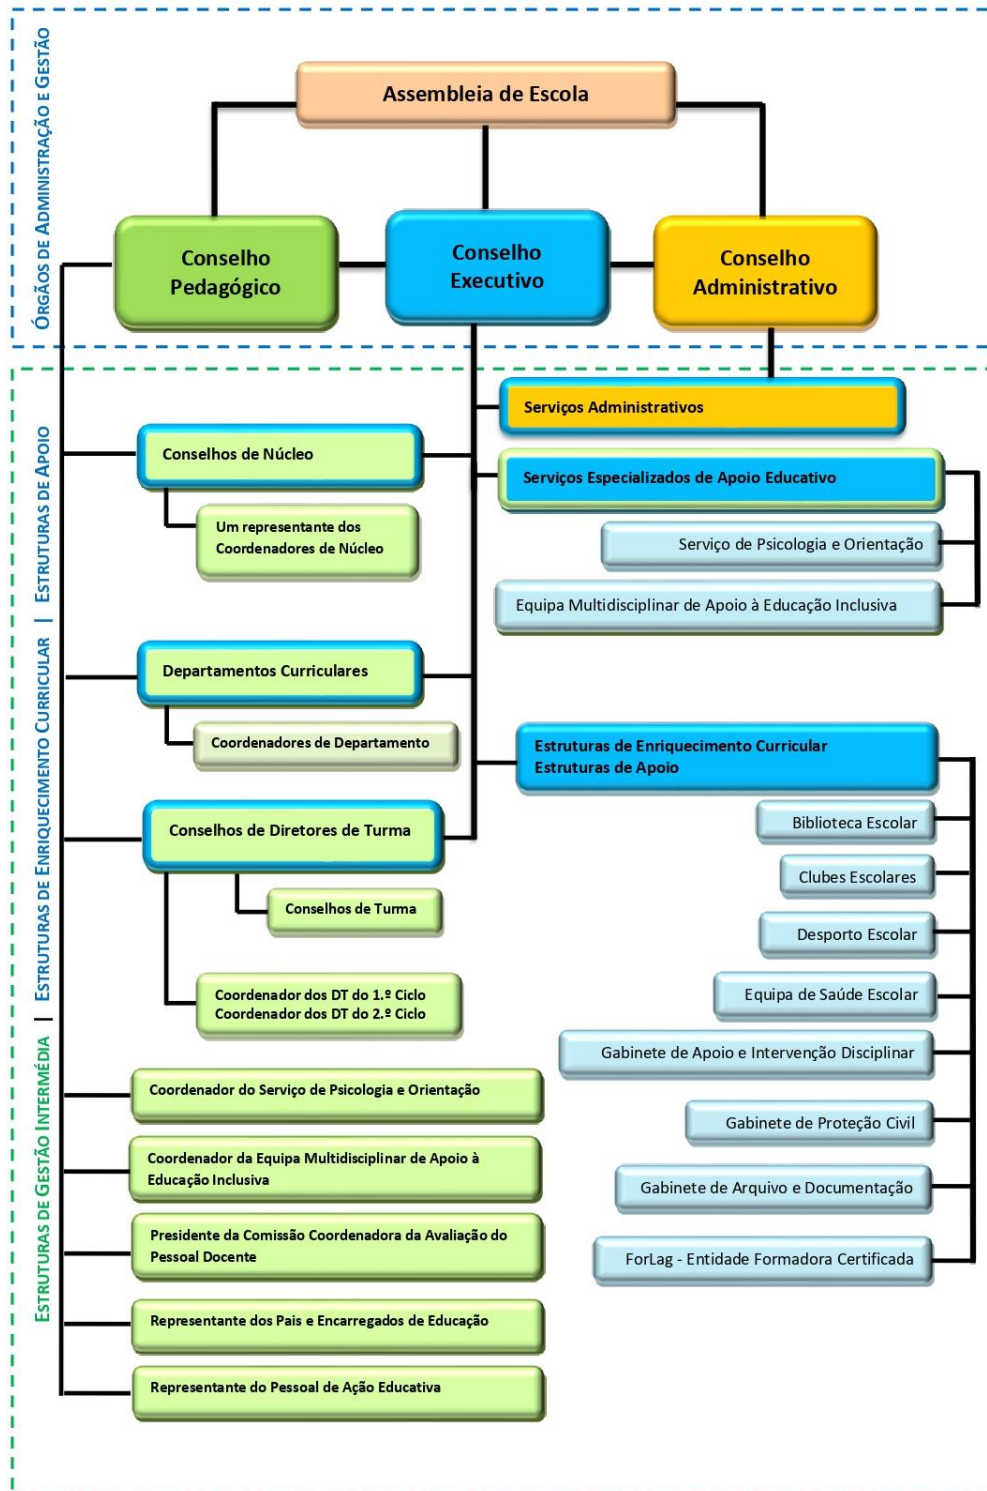 ÓRGÃOS DE ADMINISTRAÇÃO E GESTÃO
Assembleia de Escola
Conselho
Pedagógico
Conselho
Executivo
Conselho
Administrativo
ESTRUTURAS DE GESTÃO INTERMÉDIA | ESTRUTURAS DE ENRIQUECIMENTO CURRICULAR | ESTRUTURAS DE APOIO
Conselhos de Núcleo
Um representante dos
Coordenadores de Núcleo
Departamentos Curriculares
Coordenadores de Departamento
Conselhos de Diretores de Turma
Conselhos de Turma
Coordenador dos DT do 1.º Ciclo
Coordenador dos DT do 2.º Ciclo
Coordenador do Serviço de Psicologia e Orientação
Coordenador da Equipa Multidisciplinar de Apoio à
Educação Inclusiva
Presidente da Comissão Coordenadora da Avaliação do
Pessoal Docente
Representante dos Pais e Encarregados de Educação
Representante do Pessoal de Ação Educativa
Serviços Administrativos
Serviços Especializados de Apoio Educativo
Serviço de Psicologia e Orientação
Equipa Multidisciplinar de Apoio à Educação Inclusiva
Estruturas de Enriquecimento Curricular
Estruturas de Apoio
Biblioteca Escolar
Clubes Escolares
Desporto Escolar
Equipa de Saúde Escolar
Gabinete de Apoio e Intervenção Disciplinar
Gabinete de Proteção Civil
Gabinete de Arquivo e Documentação
ForLag - Entidade Formadora Certificada